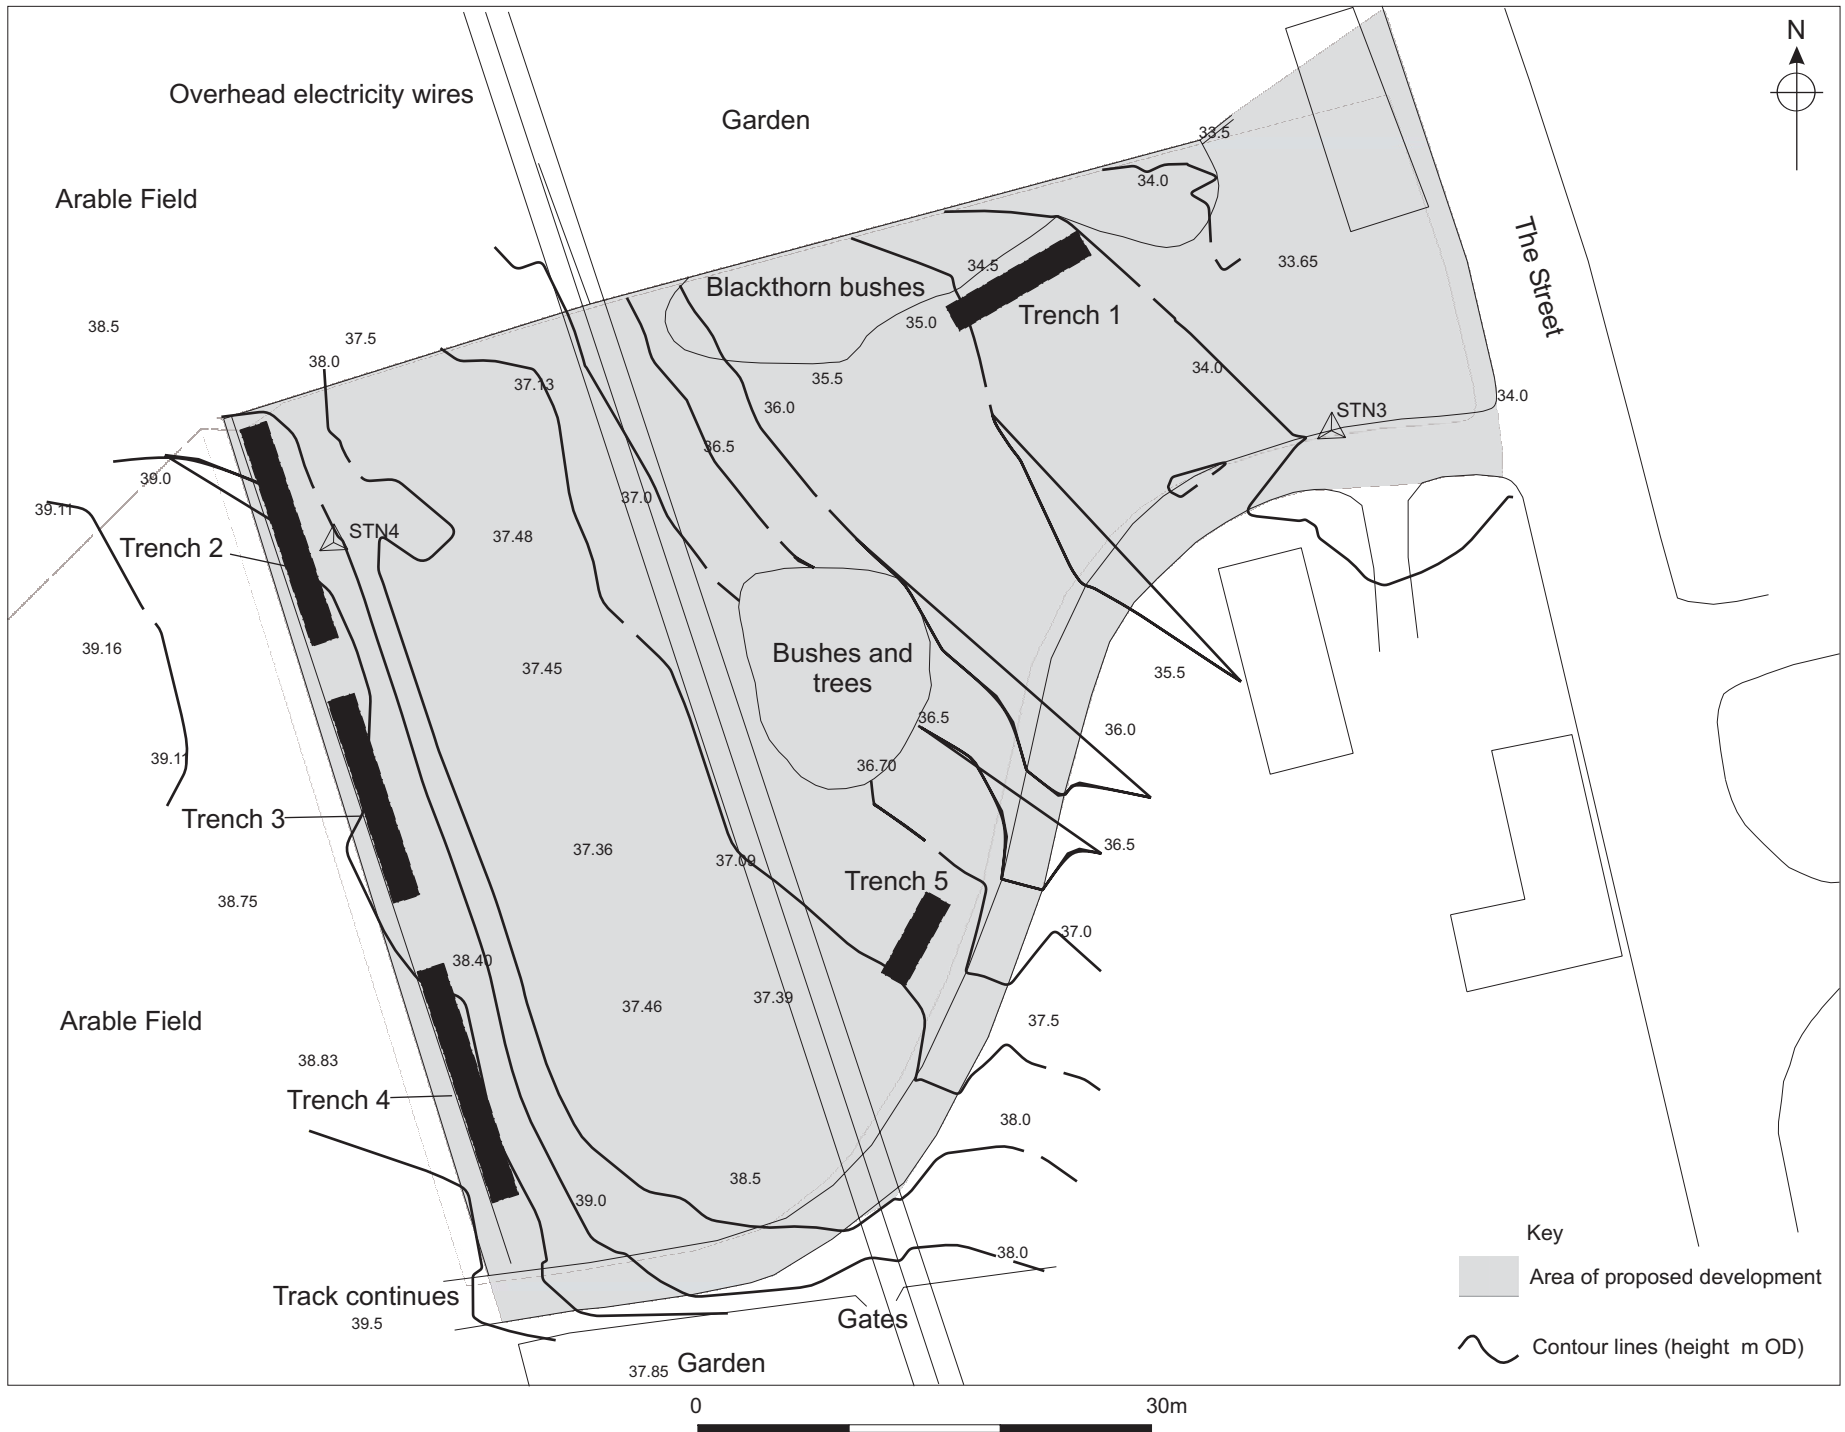 N
Overhead electricity wires
Garden
33.5
Arable Field
34.0
The Street
34.5
33.65
Blackthorn bushes
35.0
Trench 1
38.5
37.5
38.0
34.0
35.5
37.13
34.0
36.0
STN3
36.5
39.0
37.0
39.11
STN4
37.48
Trench 2
39.16
37.45
Bushes and
trees
35.5
36.5
36.0
39.11
36.70
Trench 3
37.36
37.09
36.5
Trench 5
38.75
37.0
38.40
37.46
37.39
37.5
Arable Field
38.83
Trench 4
38.0
38.5
39.0
Key
38.0
Area of proposed development
Track continues
39.5
Gates
Contour lines (height m OD)
37.85
Garden
0
30m